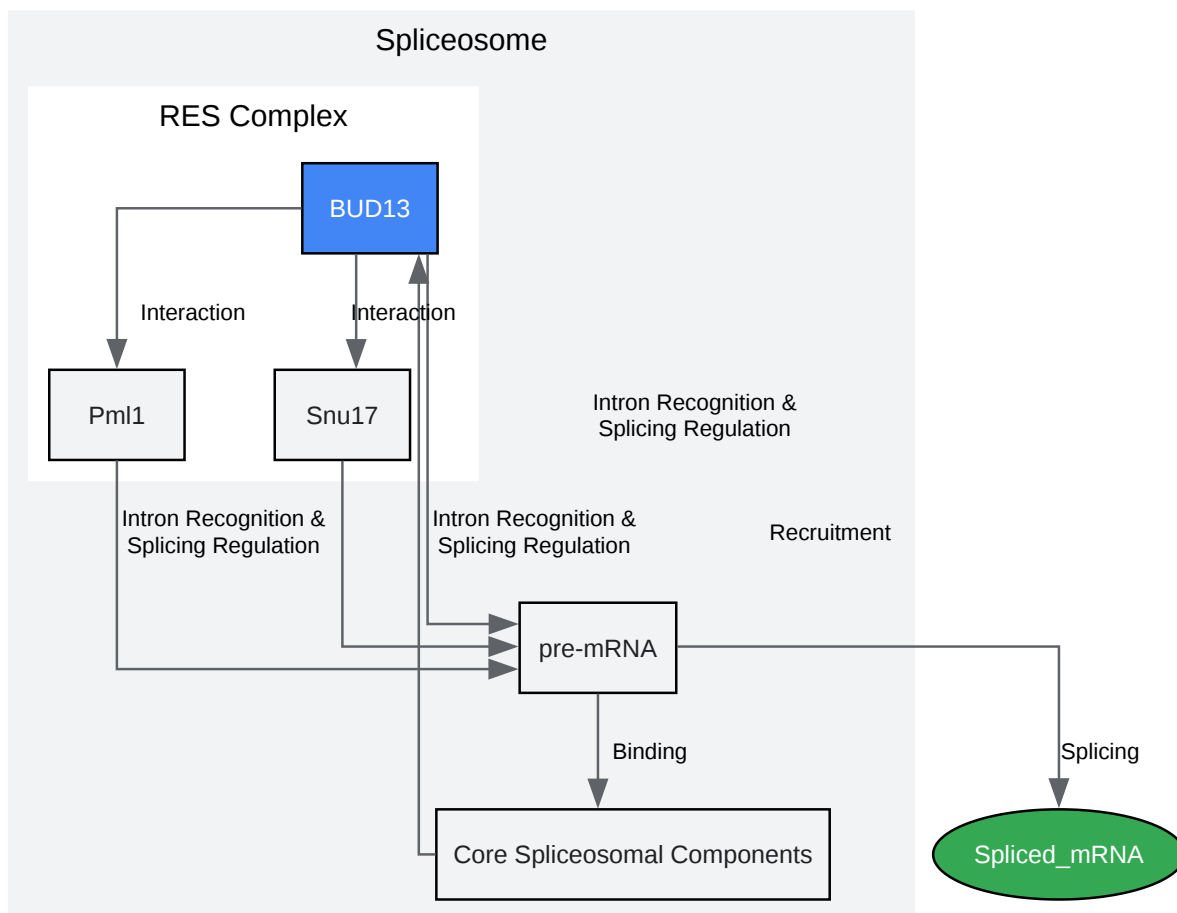 Spliceosome
RES Complex
BUD13
Interaction
Interaction
Pml1
Snu17
Intron Recognition &
Splicing Regulation
Intron Recognition &
Splicing Regulation
Intron Recognition &
Splicing Regulation
Recruitment
pre-mRNA
Binding
Splicing
Core Spliceosomal Components
Spliced_mRNA